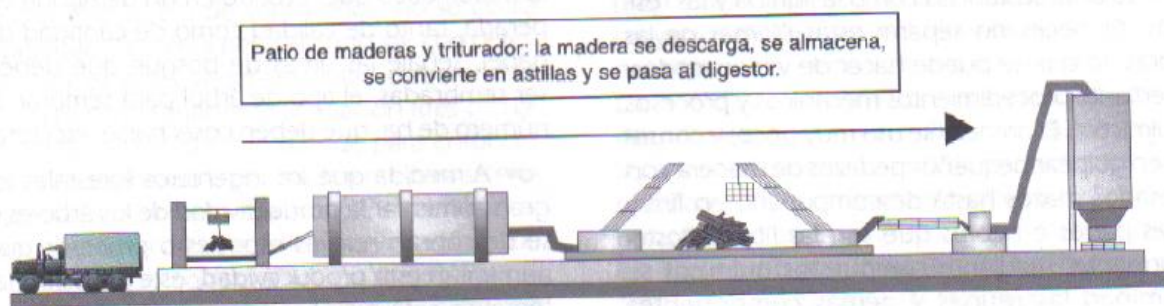 Patio de maderas y triturador: la madera se descarga, se almacena,
se convierte en astillas y se pasa al digestor.